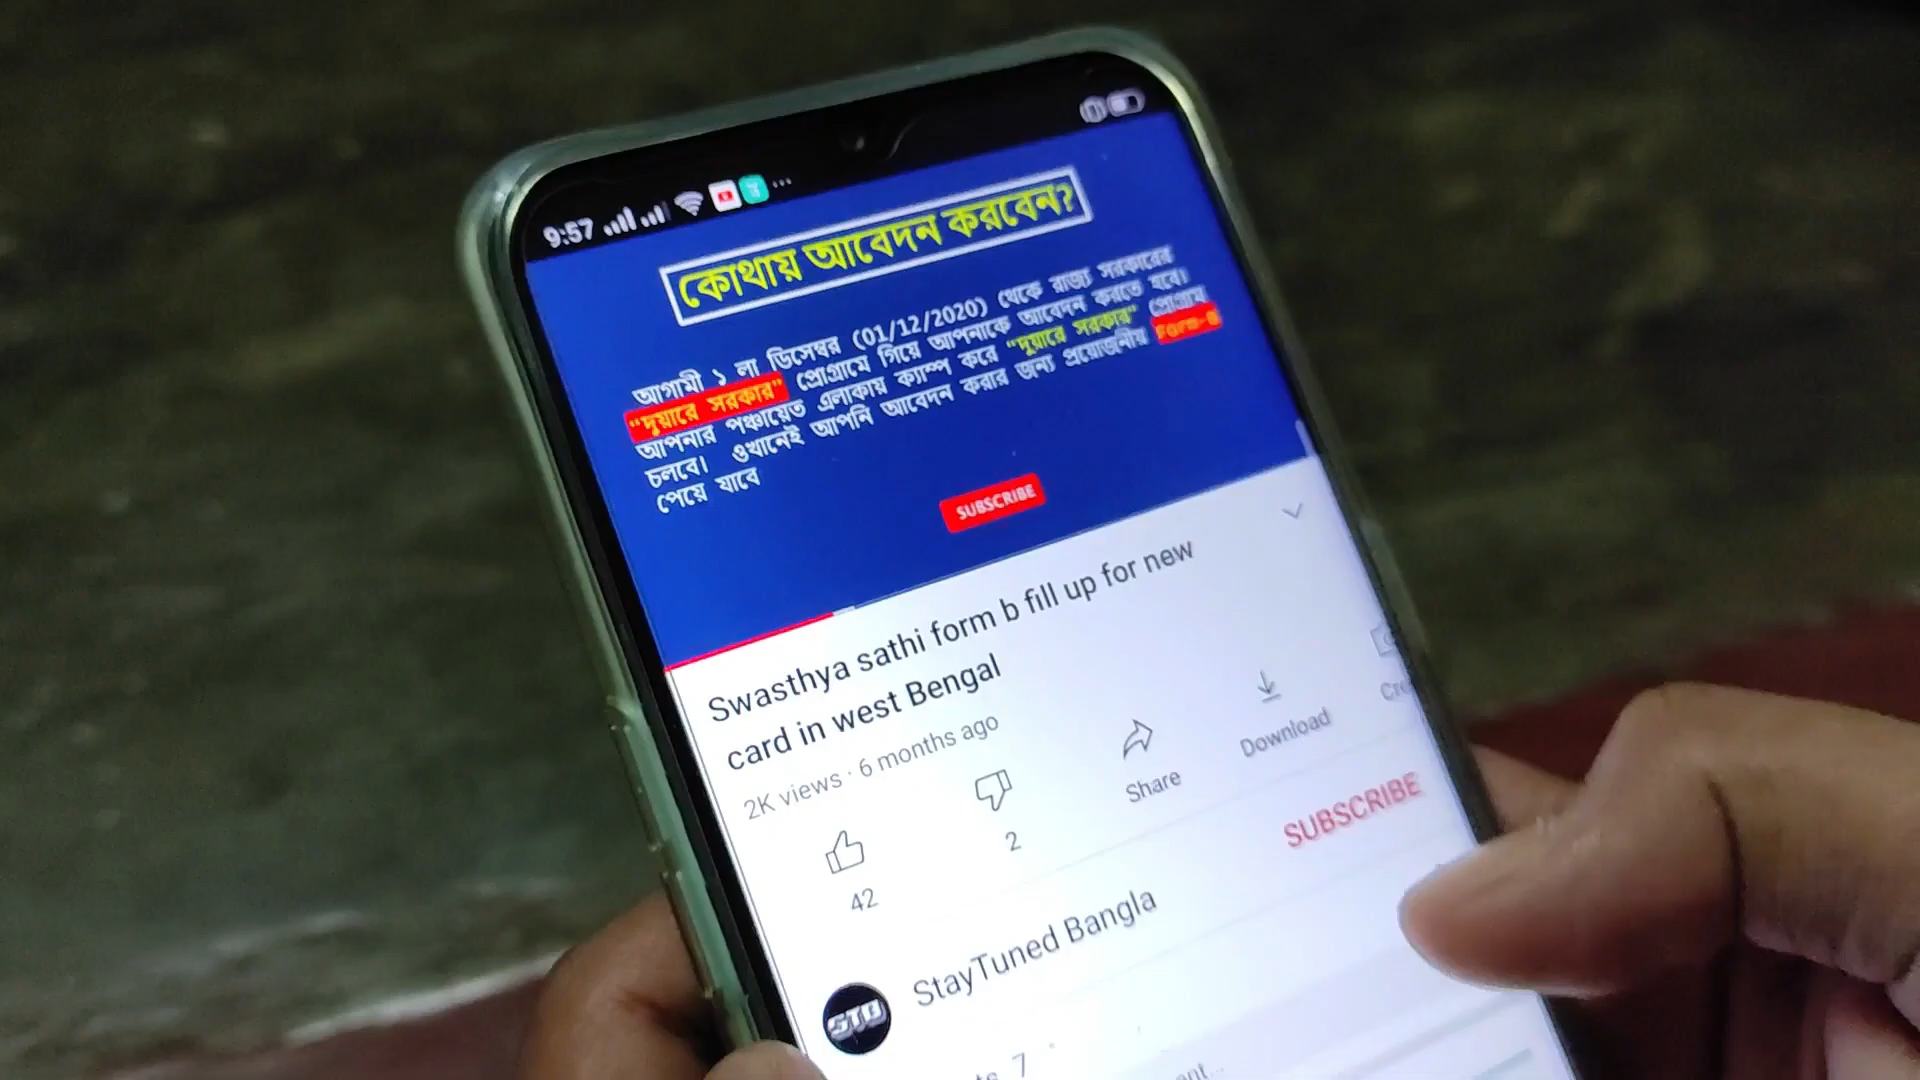 9:57
কোথায় আবেদন করবেন?
আগামী ১ লা ডিসেম্বর (01/12/2020) থেকে রাজ্য সরকারের
"দুয়ারে সরকার" প্রোগ্রামে গিয়ে আপনাকে আবেদন করতে হবে।
আপনার পঞ্চায়েত এলাকায় ক্যাম্প করে "দুয়ারে সরকার" প্রোগ্রাম
চলবে। ওখানেই আপনি আবেদন করার জন্য প্রয়োজনীয় Form-B
পেয়ে যাবে
SUBSCRIBE
Swasthya sathi form b fill up for new
card in west Bengal
2K views · 6 months ago
42
2
Share
Download
StayTuned Bangla
SUBSCRIBE
STB
7